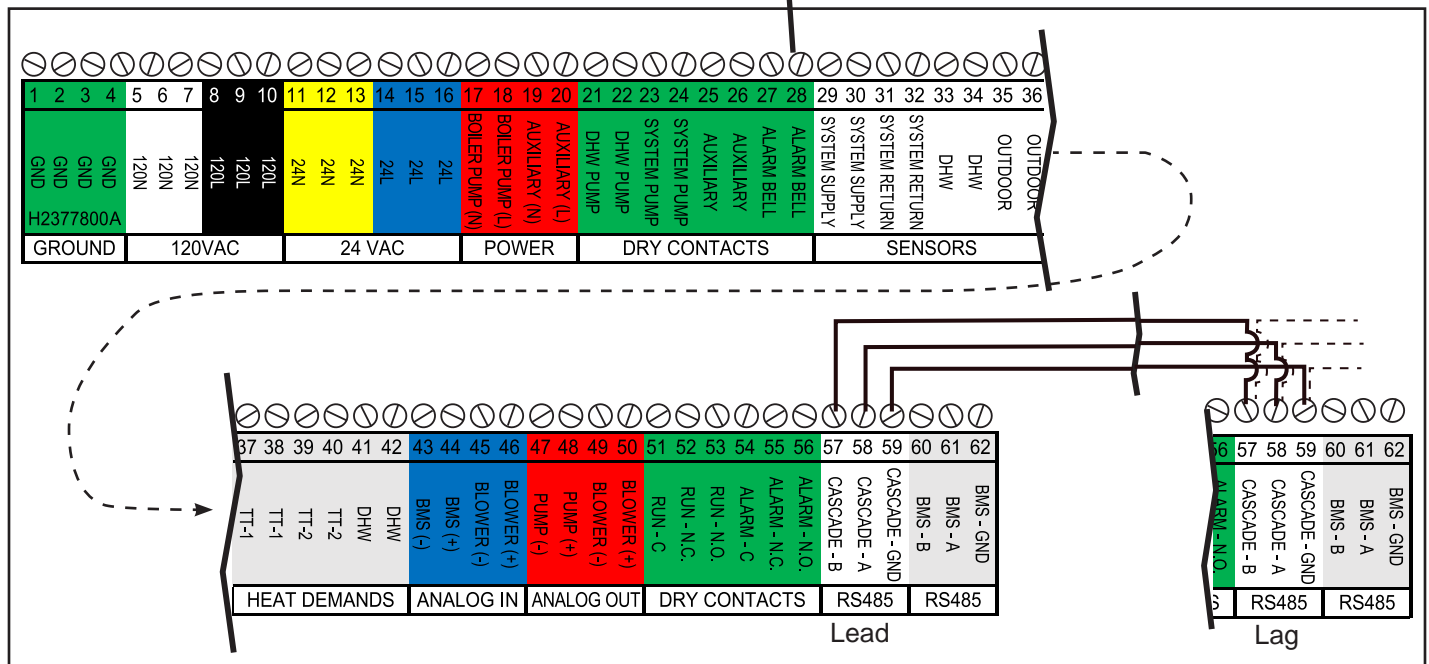 1 2 3 4 5 6 7 8 9 10 11 12 13 14 15 16 17 18 19 20 21 22 23 24 25 26 27 28 29 30 31 32 33 34 35 36
GND GND GND GND 120N 120N 120N 120L 120L 120L 24N 24N 24N 24L 24L 24L BOILER PUMP (N) BOILER PUMP (L) AUXILIARY (N) AUXILIARY (L) DHW PUMP DHW PUMP SYSTEM PUMP SYSTEM PUMP AUXILIARY AUXILIARY ALARM BELL ALARM BELL SYSTEM SUPPLY SYSTEM SUPPLY SYSTEM RETURN SYSTEM RETURN DHW DHW OUTDOOR OUTDOOR
H2377800A
GROUND 120VAC 24 VAC POWER DRY CONTACTS SENSORS
37 38 39 40 41 42 43 44 45 46 47 48 49 50 51 52 53 54 55 56 57 58 59 60 61 62
TT-1 TT-1 TT-2 TT-2 DHW DHW BMS (-) BMS (+) BLOWER (-) BLOWER (+) PUMP (-) PUMP (+) BLOWER (-) BLOWER (+) RUN - C RUN - N.C. RUN - N.O. ALARM - C ALARM - N.C. ALARM - N.O. CASCADE - B CASCADE - A CASCADE - GND BMS - B BMS - A BMS - GND
HEAT DEMANDS ANALOG IN ANALOG OUT DRY CONTACTS RS485 RS485
Lead
56 57 58 59 60 61 62
ALARM - N.O. CASCADE - B CASCADE - A CASCADE - GND BMS - B BMS - A BMS - GND
S RS485 RS485
Lag